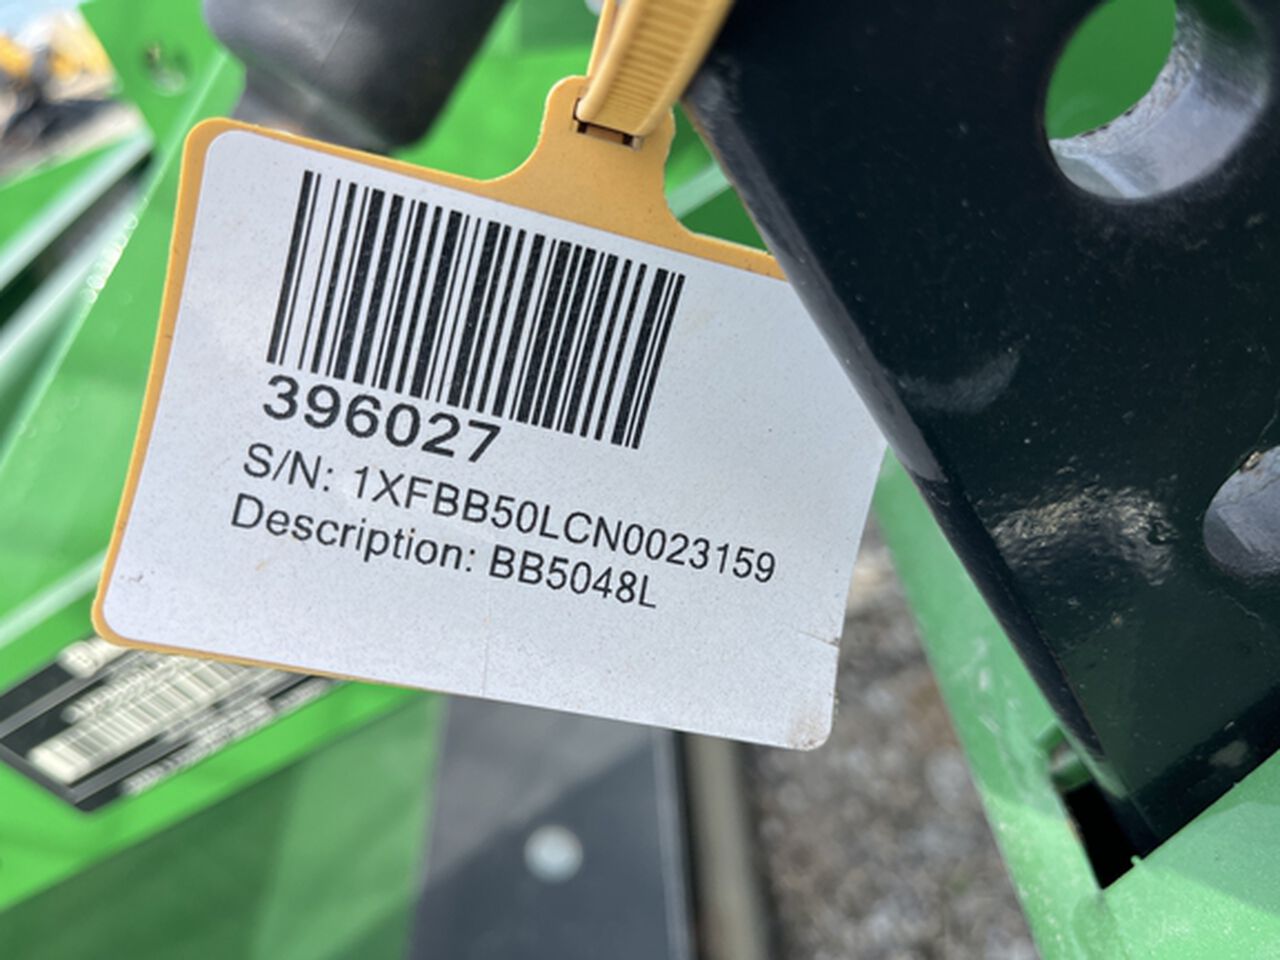 396027
S/N: 1XFBB50LCN0023159
Description: BB5048L